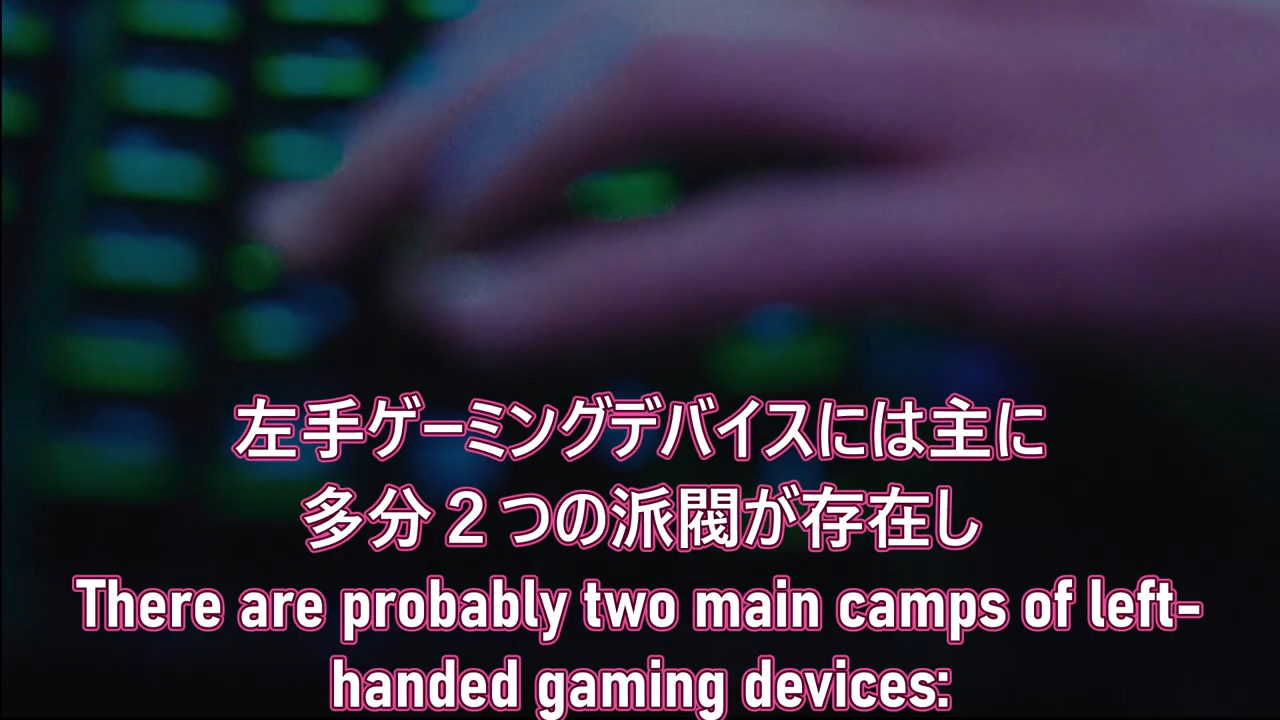 左手ゲーミングデバイスには主に
多分２つの派閥が存在し
There are probably two main camps of left-
handed gaming devices: